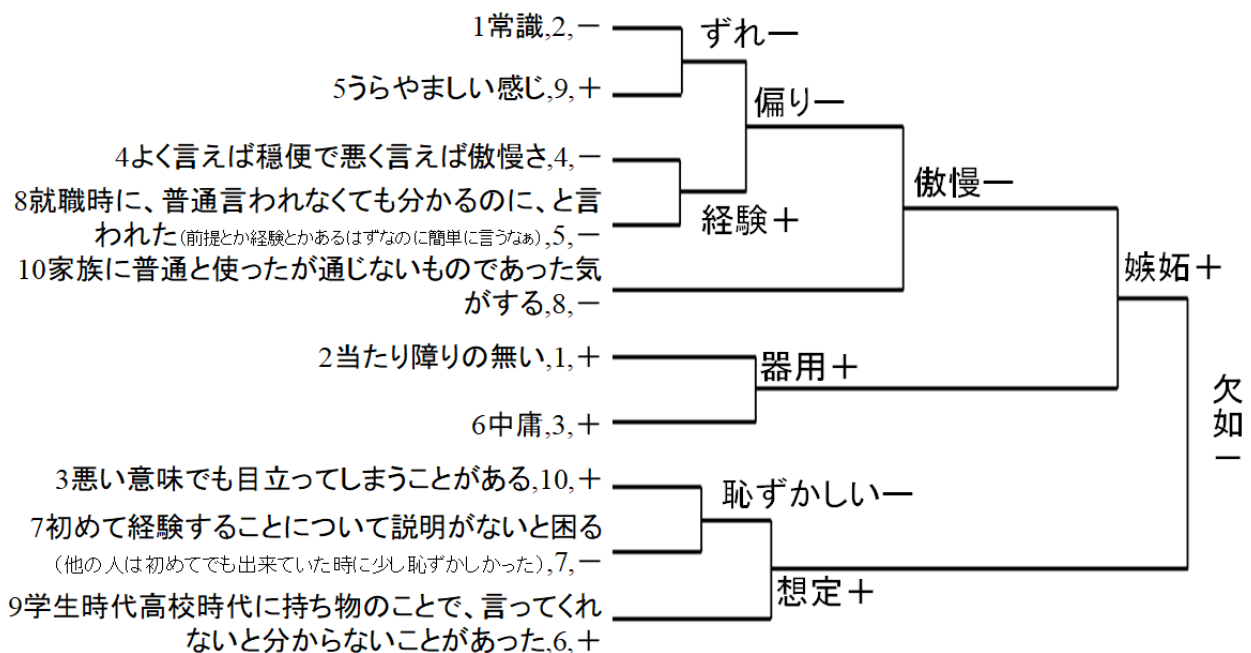 1常識,2,－
5うらやましい感じ,9,＋
4よく言えば穏便で悪く言えば傲慢さ,4,－
8就職時に、普通言われなくても分かるのに、と言
われた(前提とか経験とかあるはずなのに簡単に言うなぁ),5,－
10家族に普通と使ったが通じないものであった気
がする,8,－
2当たり障りの無い,1,＋
6中庸,3,＋
3悪い意味でも目立ってしまうことがある,10,＋
7初めて経験することについて説明がないと困る
(他の人は初めてでも出来ていた時に少し恥ずかしかった),7,－
9学生時代高校時代に持ち物のことで、言ってくれ
ないと分からないことがあった,6,＋
ずれー
偏りー
経験＋
傲慢ー
嫉妬＋
器用＋
恥ずかしいー
想定＋
欠如ー